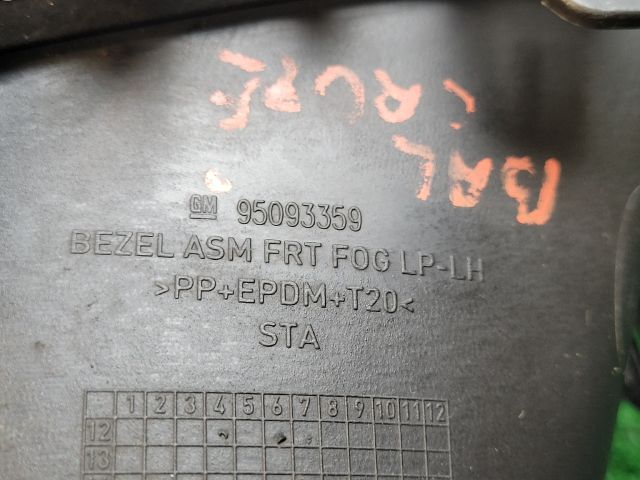 GM 95093359
BEZEL ASM FRT FOG LP-LH
>PP+EPDM+T20<
STA
1 2 3 4 5 6 7 8 9 10 11 12
12
13